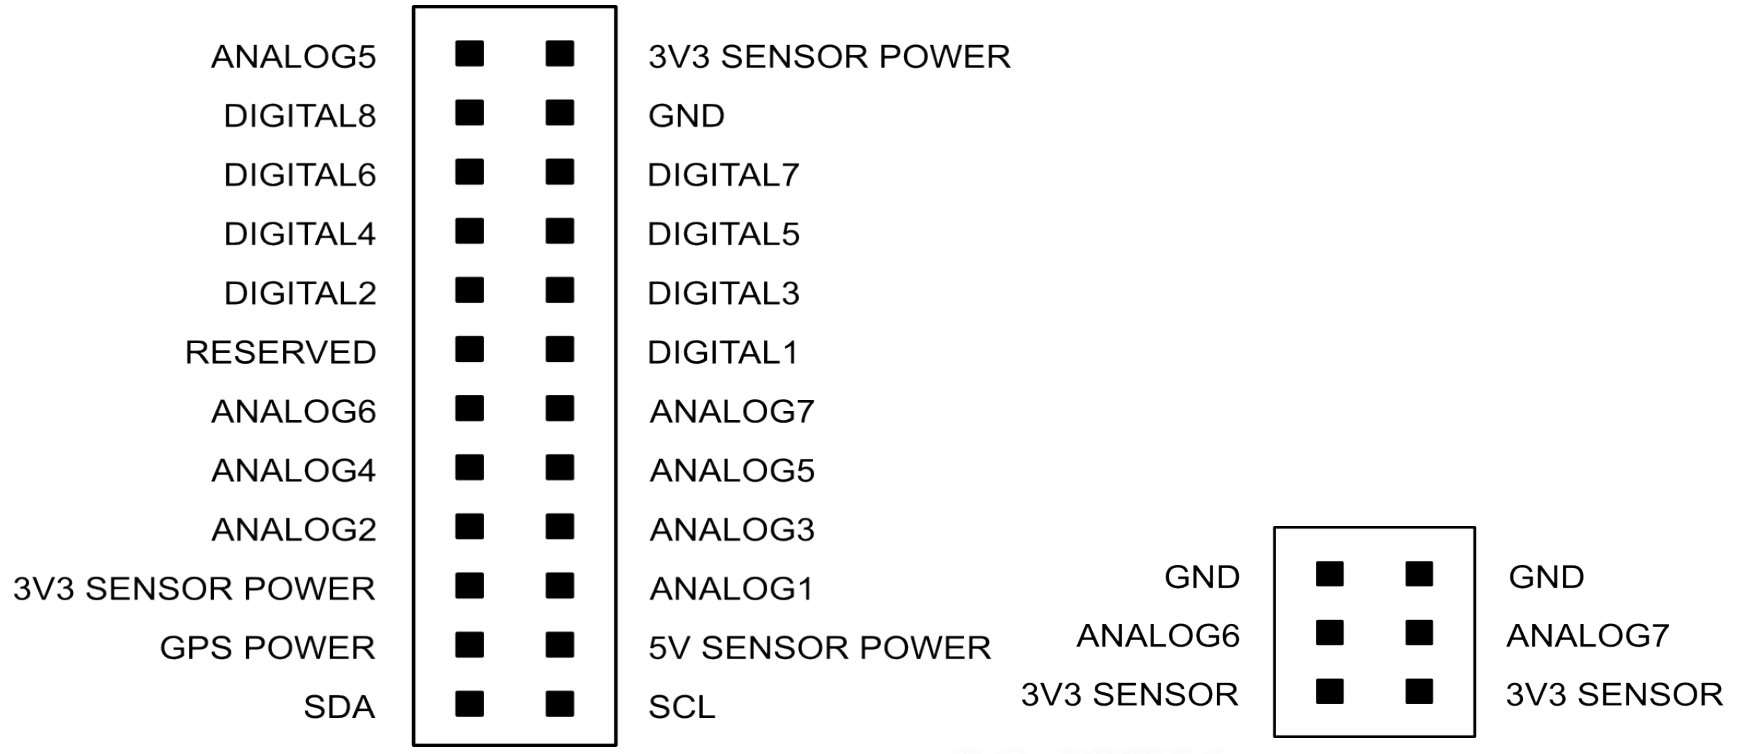 ANALOG5 3V3 SENSOR POWER
DIGITAL8 GND
DIGITAL6 DIGITAL7
DIGITAL4 DIGITAL5
DIGITAL2 DIGITAL3
RESERVED DIGITAL1
ANALOG6 ANALOG7
ANALOG4 ANALOG5
ANALOG2 ANALOG3
3V3 SENSOR POWER ANALOG1
GPS POWER 5V SENSOR POWER
SDA SCL
GND GND
ANALOG6 ANALOG7
3V3 SENSOR 3V3 SENSOR